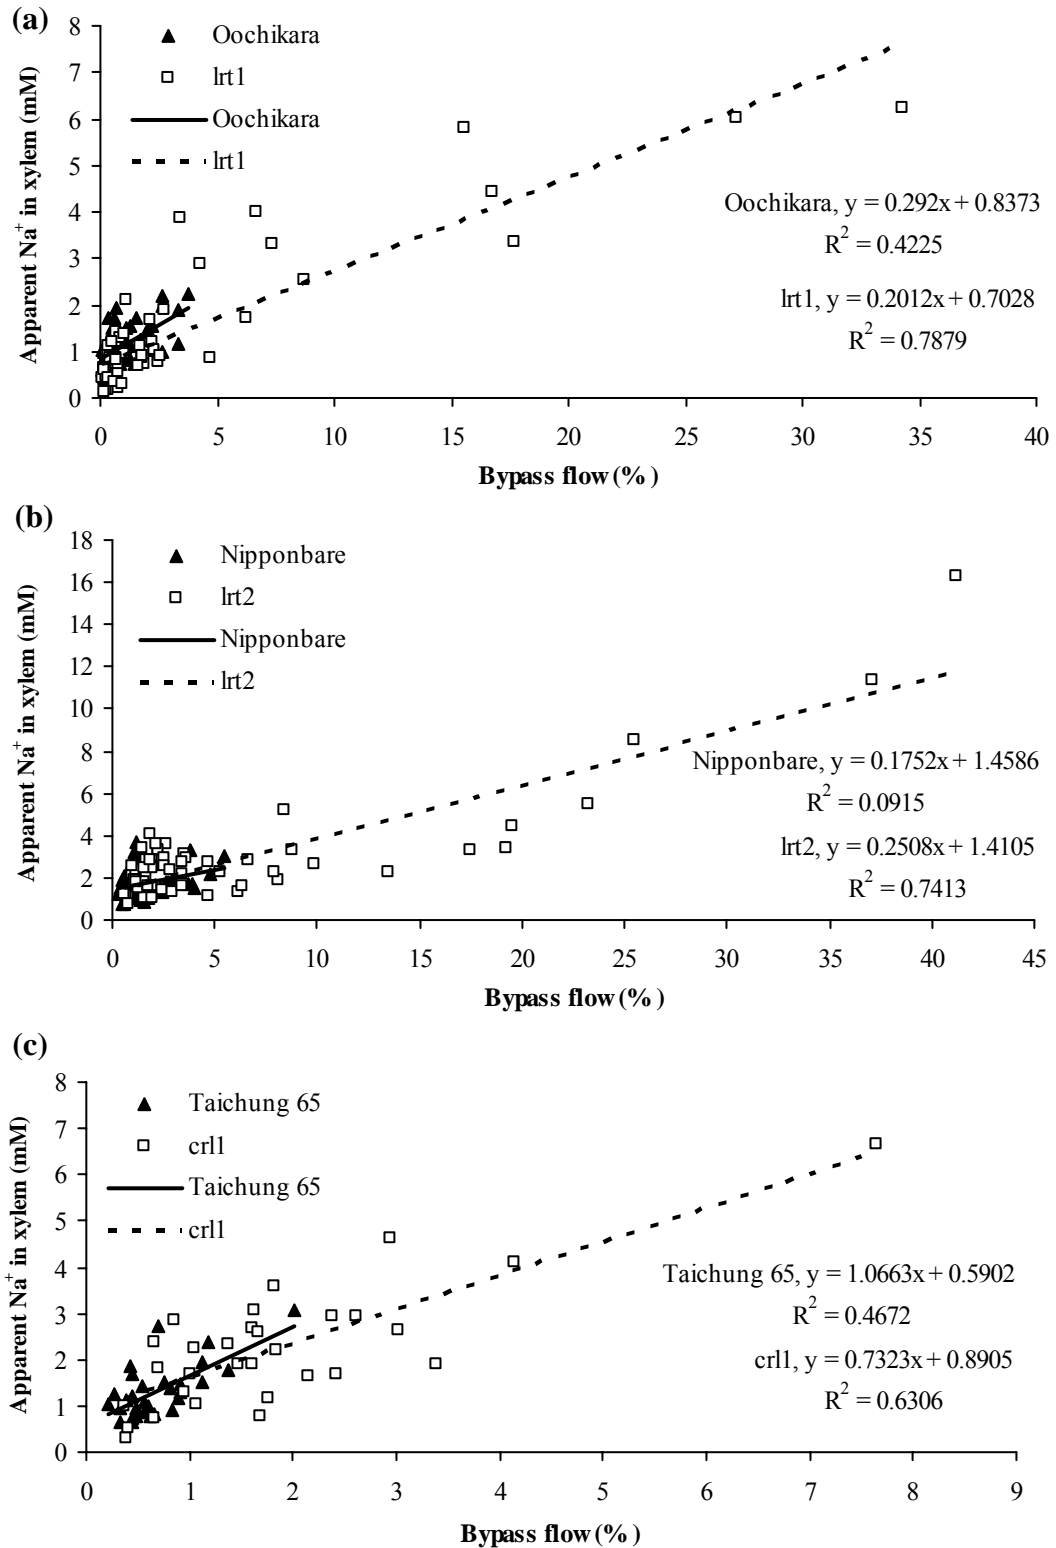 (a)
8
7
6
5
4
3
2
1
0
Apparent Na⁺ in xylem (mM)
Oochikara
lrt1
Oochikara
lrt1
Oochikara, y = 0.292x + 0.8373
R² = 0.4225
lrt1, y = 0.2012x + 0.7028
R² = 0.7879
0 5 10 15 20 25 30 35 40
Bypass flow (%)
(b)
18
16
14
12
10
8
6
4
2
0
Apparent Na⁺ in xylem (mM)
Nipponbare
lrt2
Nipponbare
lrt2
Nipponbare, y = 0.1752x + 1.4586
R² = 0.0915
lrt2, y = 0.2508x + 1.4105
R² = 0.7413
0 5 10 15 20 25 30 35 40 45
Bypass flow (%)
(c)
8
7
6
5
4
3
2
1
0
Apparent Na⁺ in xylem (mM)
Taichung 65
crl1
Taichung 65
crl1
Taichung 65, y = 1.0663x + 0.5902
R² = 0.4672
crl1, y = 0.7323x + 0.8905
R² = 0.6306
0 1 2 3 4 5 6 7 8 9
Bypass flow (%)